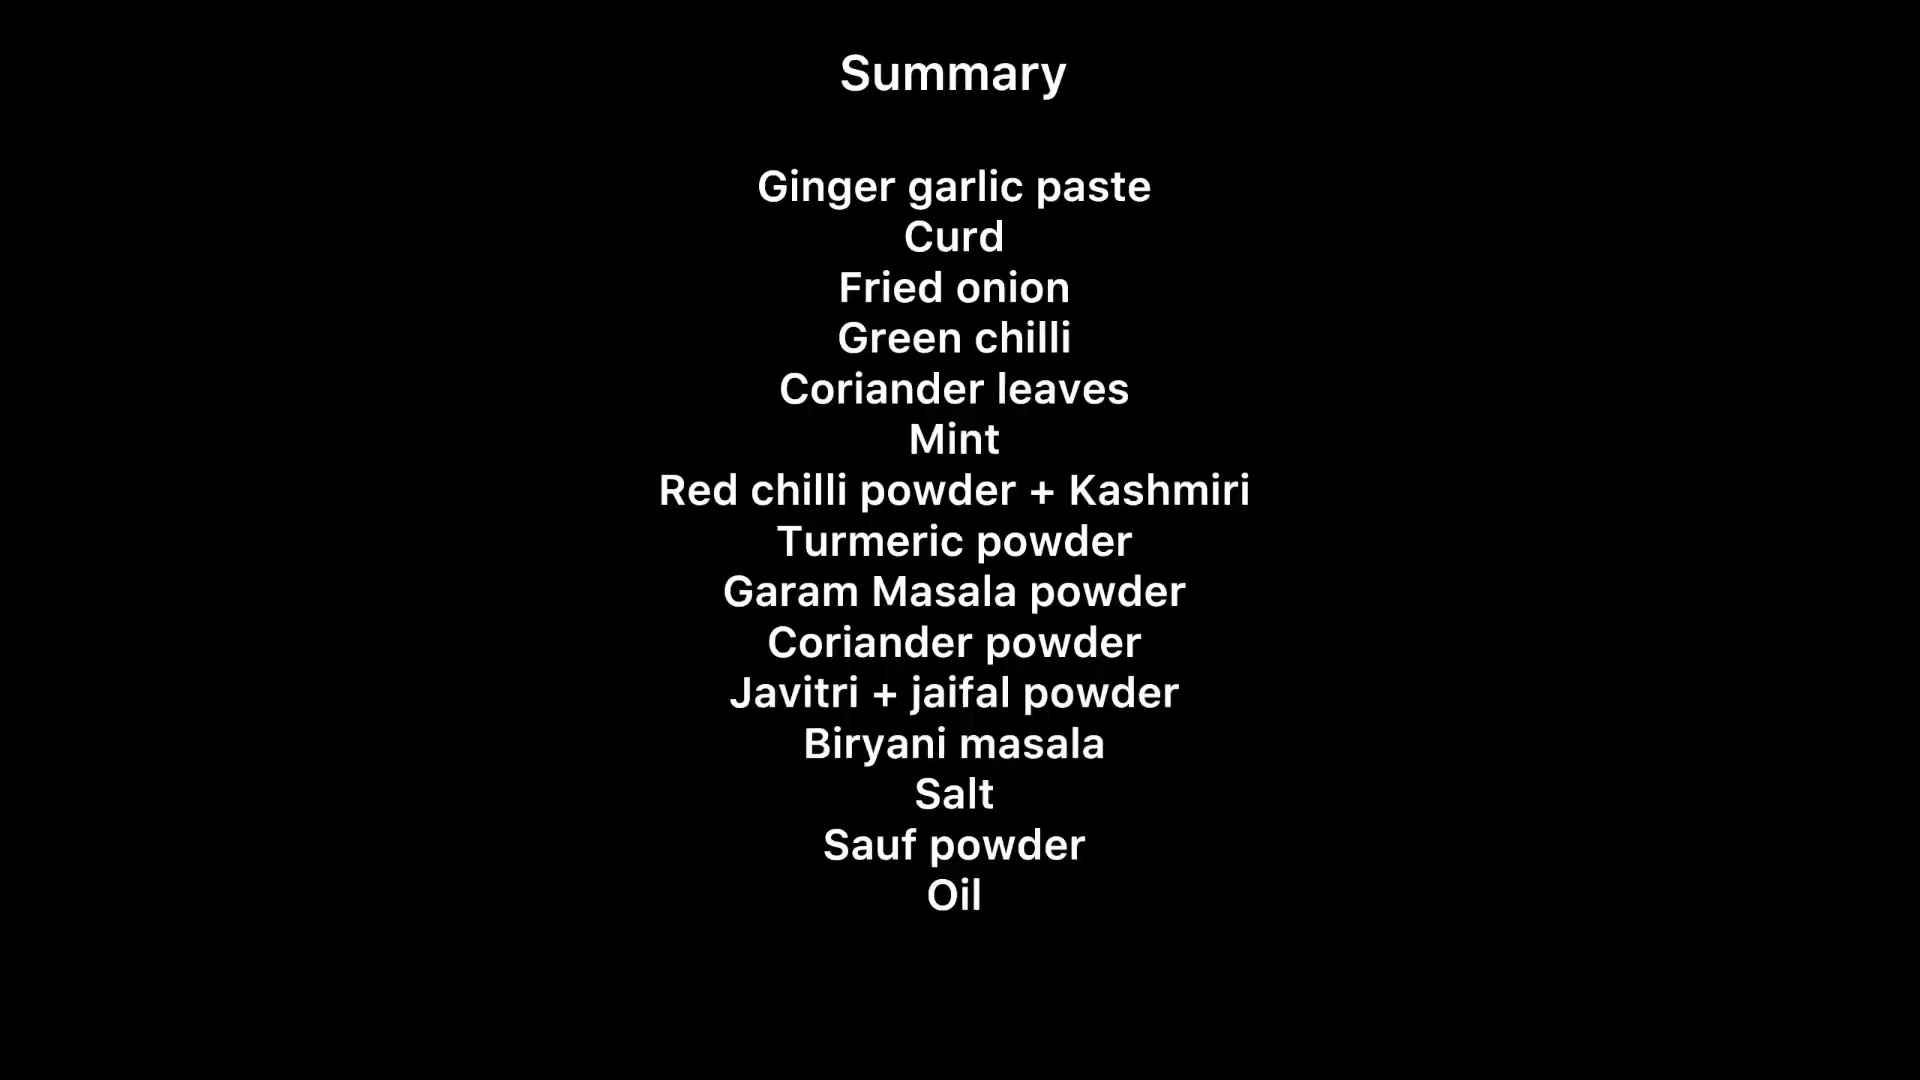 Summary
Ginger garlic paste
Curd
Fried onion
Green chilli
Coriander leaves
Mint
Red chilli powder + Kashmiri
Turmeric powder
Garam Masala powder
Coriander powder
Javitri + jaifal powder
Biryani masala
Salt
Sauf powder
Oil